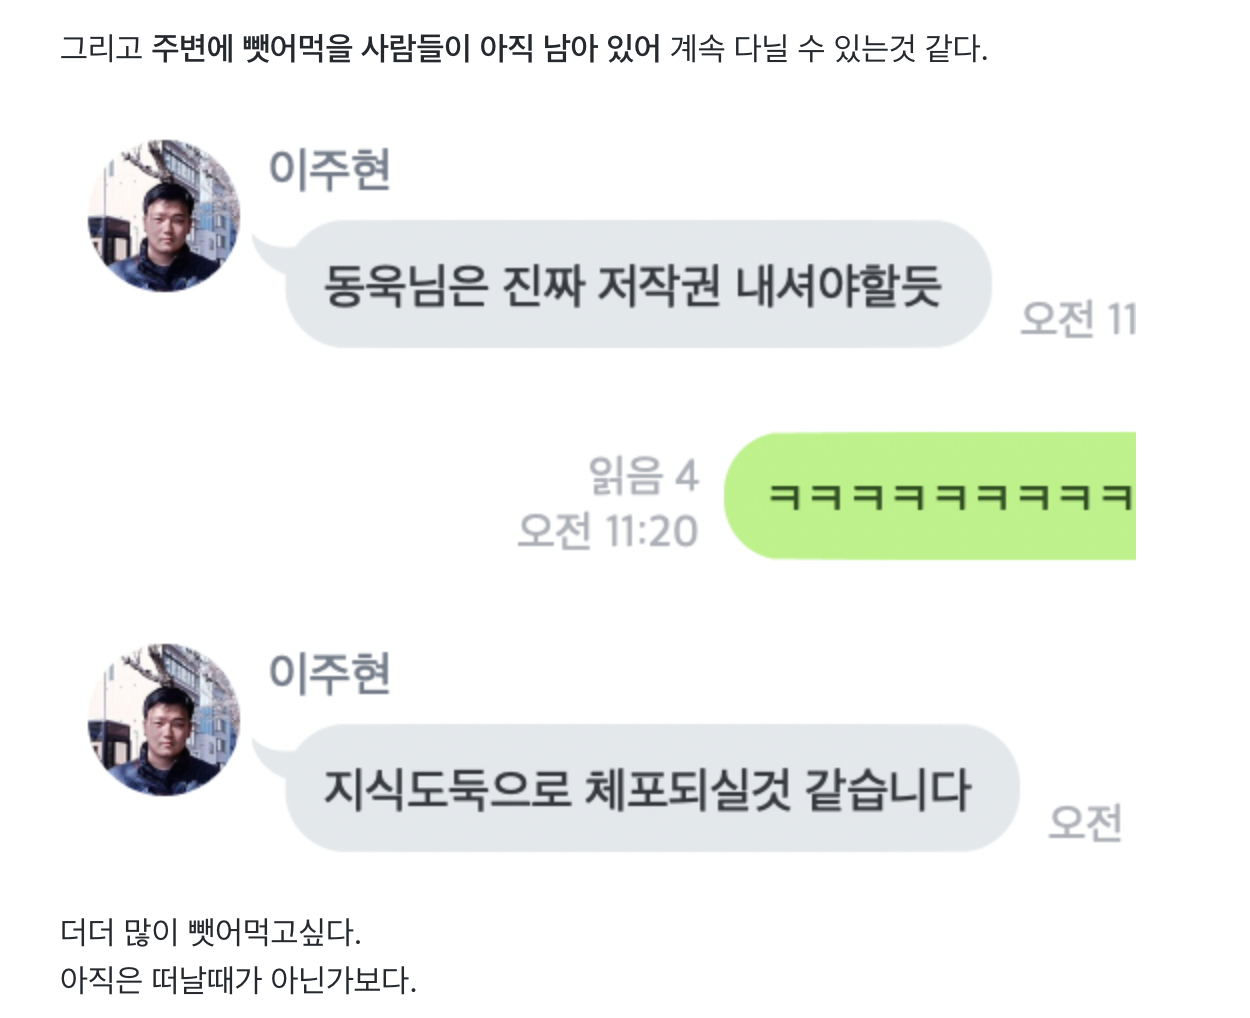 그리고 주변에 뺏어먹을 사람들이 아직 남아 있어 계속 다닐 수 있는것 같다.
이주현
동욱님은 진짜 저작권 내셔야할듯
오전 11
읽음 4
오전 11:20
ㅋㅋㅋㅋㅋㅋㅋㅋㅋ
이주현
지식도둑으로 체포되실것 같습니다
오전
더더 많이 뺏어먹고싶다.
아직은 떠날때가 아닌가보다.